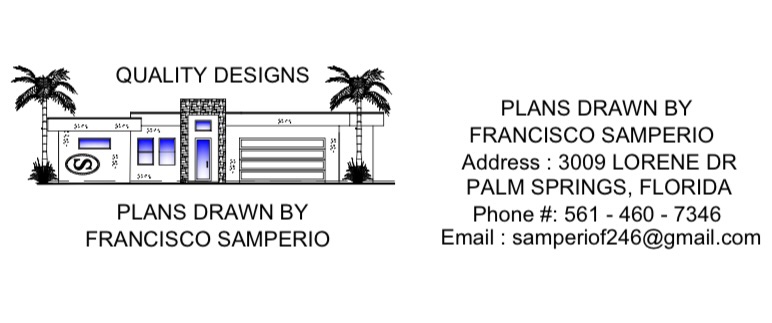 QUALITY DESIGNS
PLANS DRAWN BY
FRANCISCO SAMPERIO
PLANS DRAWN BY
FRANCISCO SAMPERIO
Address : 3009 LORENE DR
PALM SPRINGS, FLORIDA
Phone #: 561 - 460 - 7346
Email : samperiof246@gmail.com